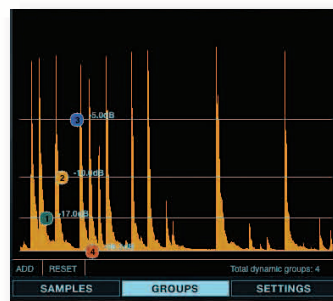 3 -5.0dB
2 -10.0dB
1 -17.0dB
4
ADD RESET Total dynamic groups: 4
SAMPLES GROUPS SETTINGS